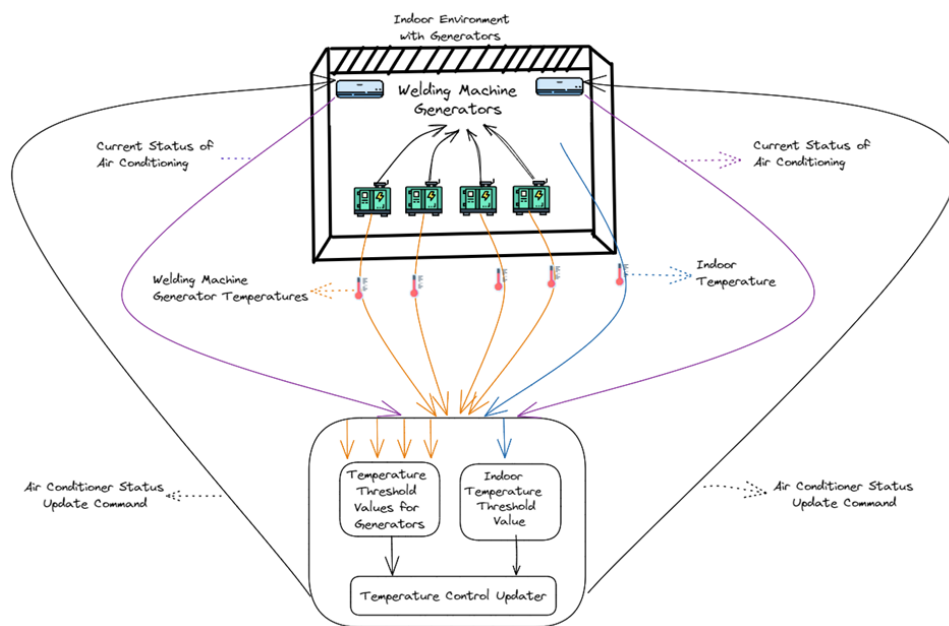 Indoor Environment
with Generators
Welding Machine
Generators
Current Status of
Air Conditioning
Current Status of
Air Conditioning
Welding Machine
Generator Temperatures
Indoor
Temperature
Temperature
Threshold
Values for
Generators
Indoor
Temperature
Threshold
Value
Air Conditioner Status
Update Command
Air Conditioner Status
Update Command
Temperature Control Updater